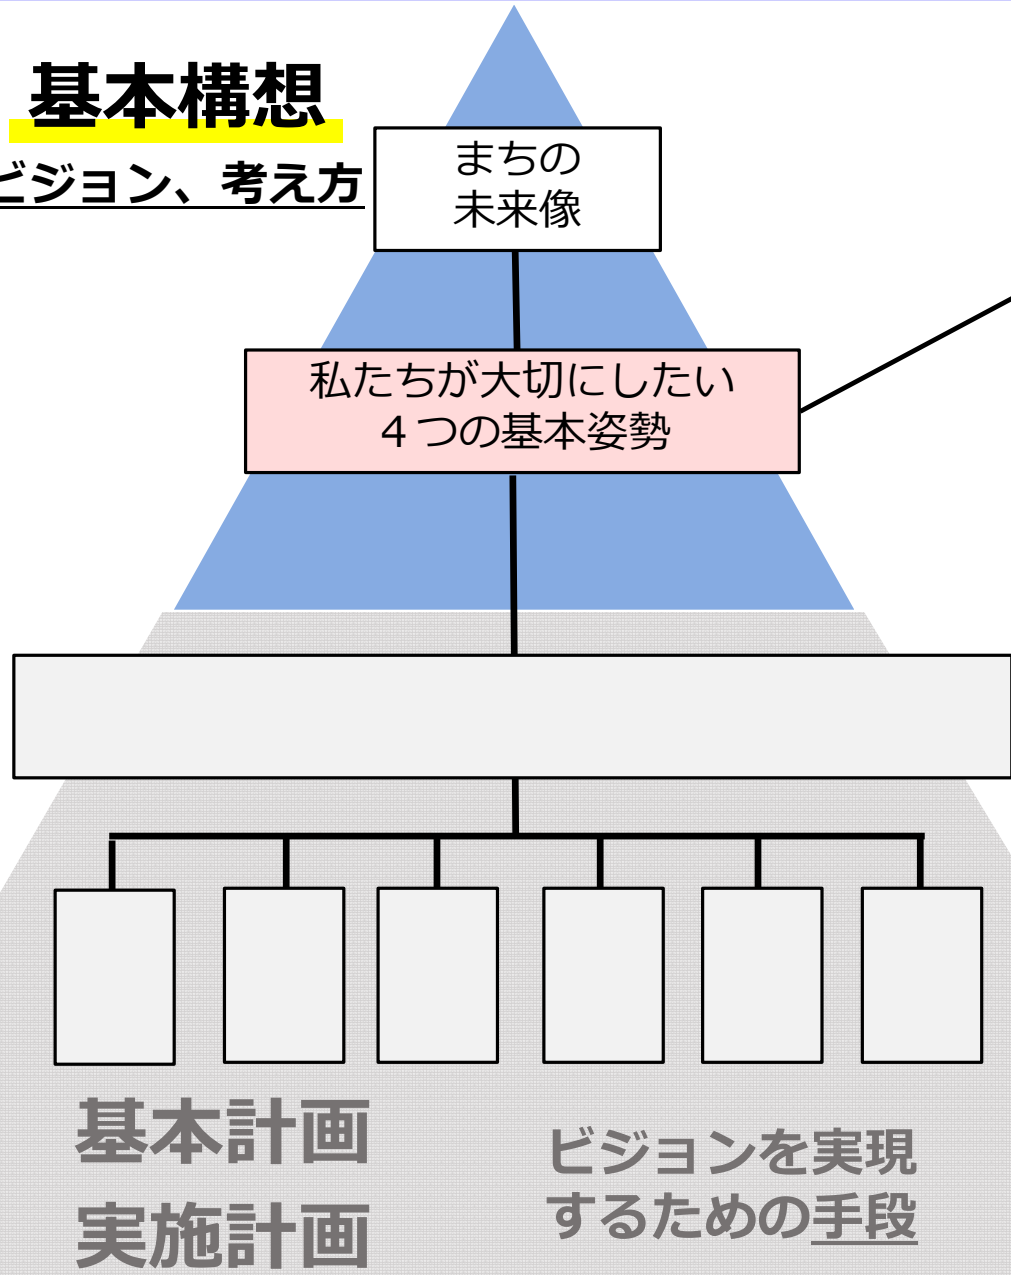 基本構想
ビジョン、考え方
まちの
未来像
私たちが大切にしたい
４つの基本姿勢
基本計画
実施計画
ビジョンを実現
するための手段